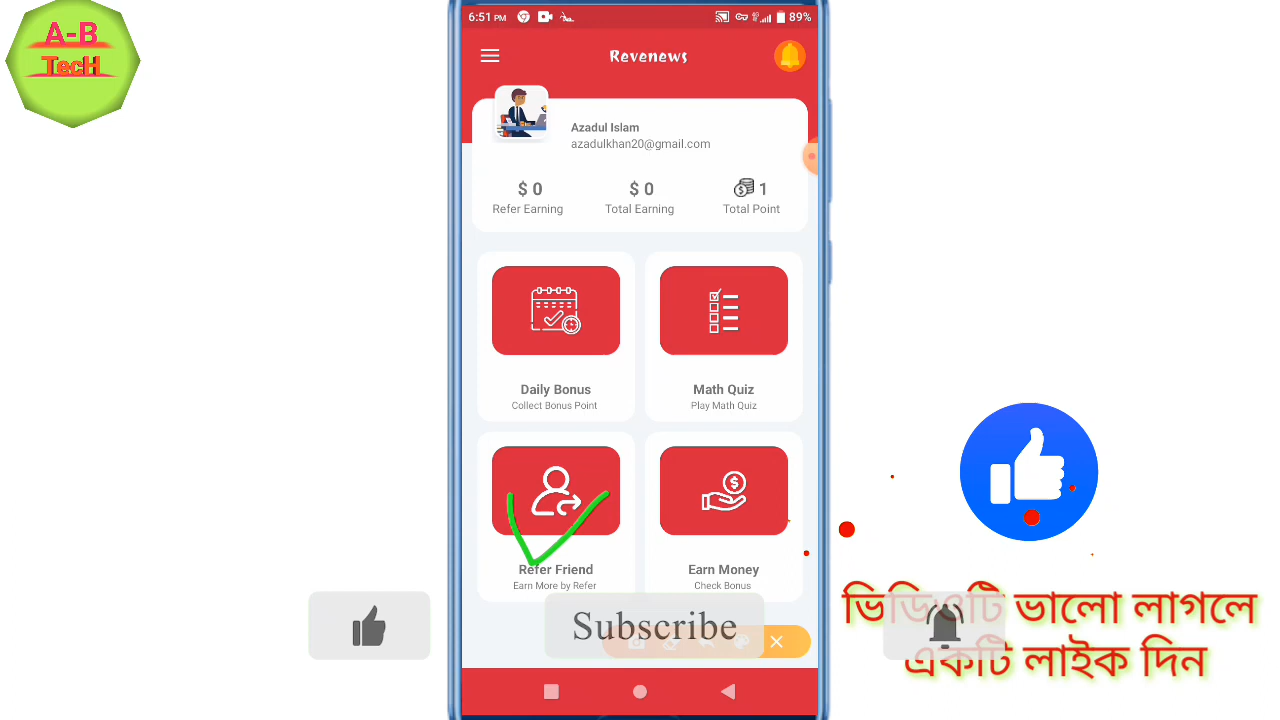 A-B
TecH
6:51 PM
89%
Revenews
Azadul Islam
azadulkhan20@gmail.com
$ 0
$ 0
1
Refer Earning
Total Earning
Total Point
Daily Bonus
Collect Bonus Point
Math Quiz
Play Math Quiz
Refer Friend
Earn More by Refer
Earn Money
Check Bonus
Subscribe
ভিডিওটি ভালো লাগলে
একটি লাইক দিন